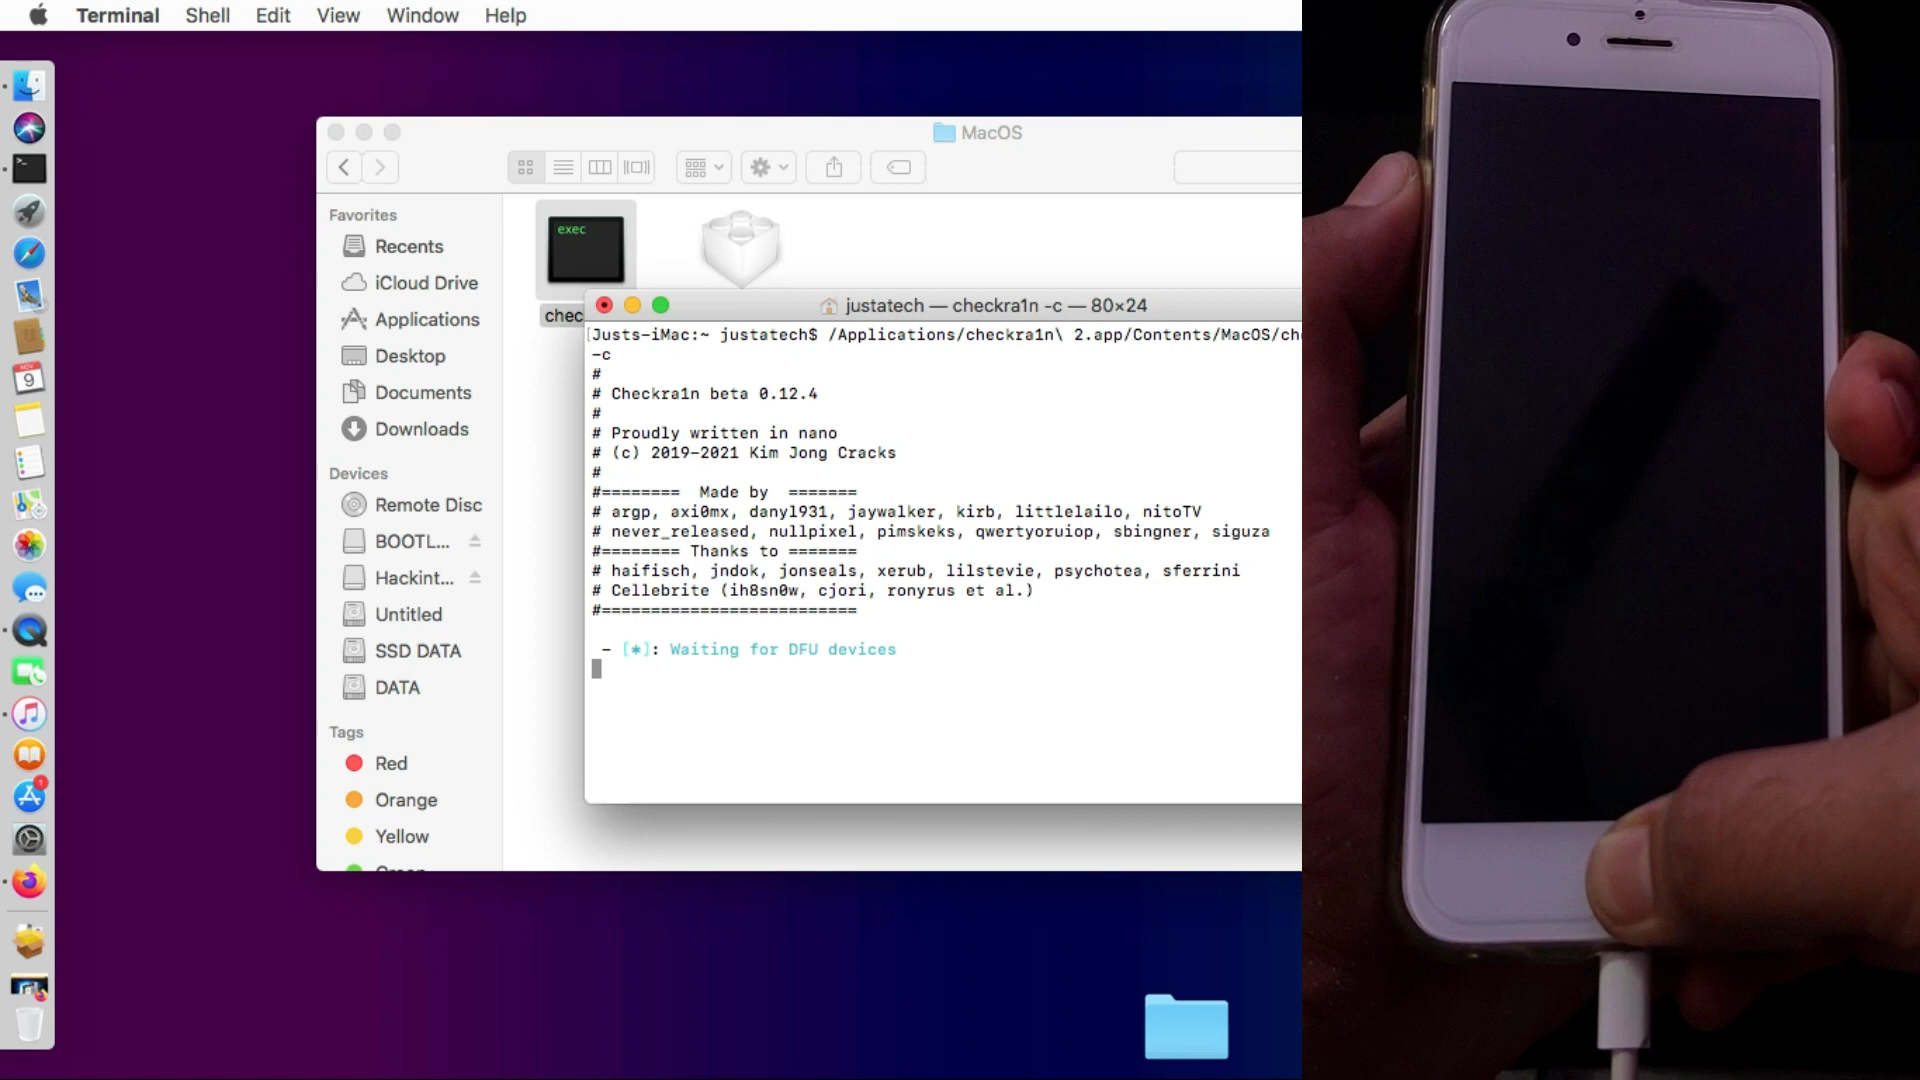 Terminal Shell Edit View Window Help
MacOS
Favorites
Recents
iCloud Drive
Applications
Desktop
Documents
Downloads
Devices
Remote Disc
BOOTL...
Hackint...
Untitled
SSD DATA
DATA
Tags
Red
Orange
Yellow
exec
chec
justatech — checkra1n -c — 80×24
[Justs-iMac:~ justatech$ /Applications/checkra1n\ 2.app/Contents/MacOS/ch
-c
#
# Checkra1n beta 0.12.4
#
# Proudly written in nano
# (c) 2019-2021 Kim Jong Cracks
#
#======== Made by =======
# argp, axi0mx, danyl931, jaywalker, kirb, littlelailo, nitoTV
# never_released, nullpixel, pimskeks, qwertyoruiop, sbingner, siguza
#======== Thanks to =======
# haifisch, jndok, jonseals, xerub, lilstevie, psychotea, sferrini
# Cellebrite (ih8sn0w, cjori, ronyrus et al.)
#==========================
- [*]: Waiting for DFU devices
NOV
9
1